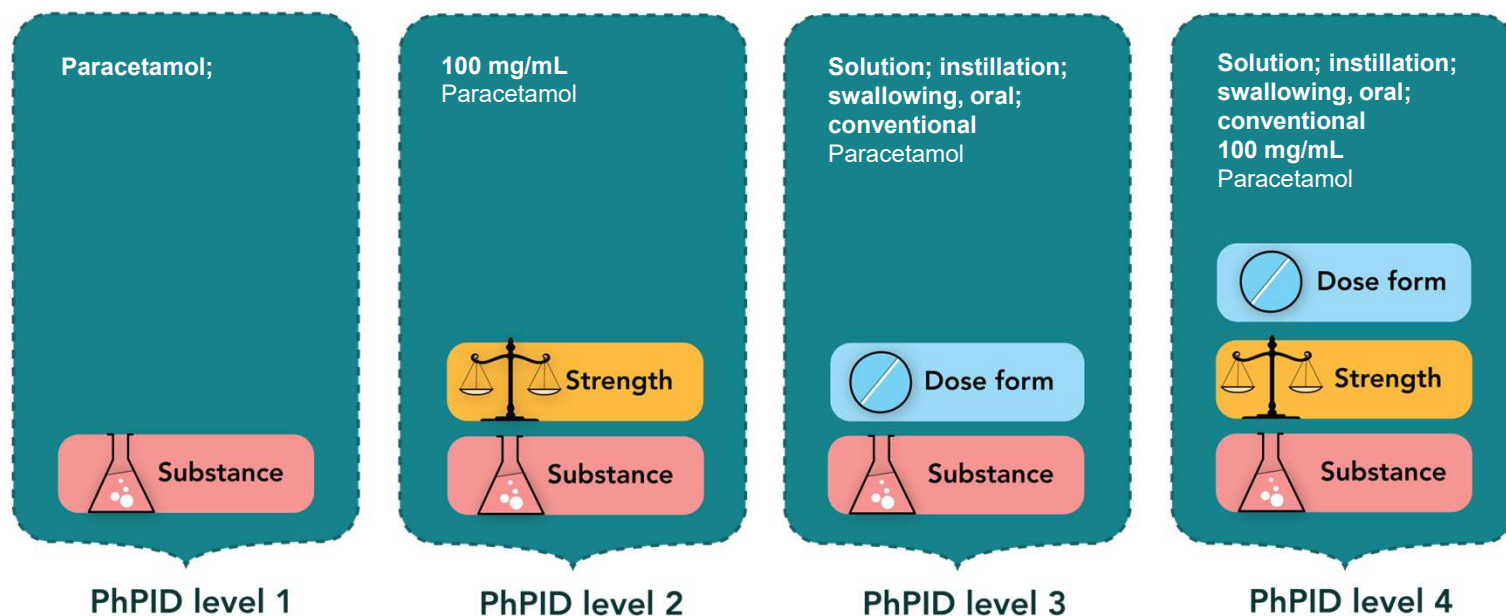 Paracetamol;
Substance
PhPID level 1
100 mg/mL
Paracetamol
Strength
Substance
PhPID level 2
Solution; instillation;
swallowing, oral;
conventional
Paracetamol
Dose form
Substance
PhPID level 3
Solution; instillation;
swallowing, oral;
conventional
100 mg/mL
Paracetamol
Dose form
Strength
Substance
PhPID level 4